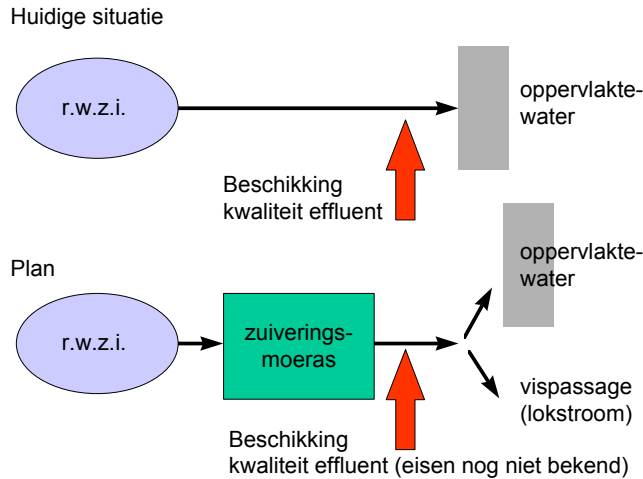 Huidige situatie
r.w.z.i.
oppervlakte-
water
Beschikking
kwaliteit effluent
Plan
r.w.z.i.
zuiverings-
moeras
oppervlakte-
water
vispassage
(lokstroom)
Beschikking
kwaliteit effluent (eisen nog niet bekend)